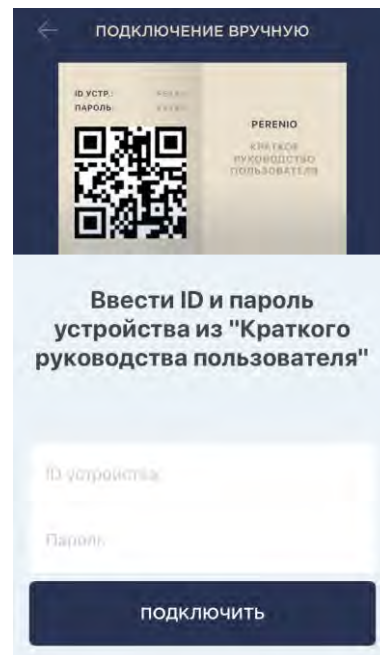 ПОДКЛЮЧЕНИЕ ВРУЧНУЮ
ID УСТР.:
ПАРОЛЬ:
PERENIO
КРАТКОЕ
РУКОВОДСТВО
ПОЛЬЗОВАТЕЛЯ
Ввести ID и пароль
устройства из "Краткого
руководства пользователя"
ID устройства
Пароль
ПОДКЛЮЧИТЬ